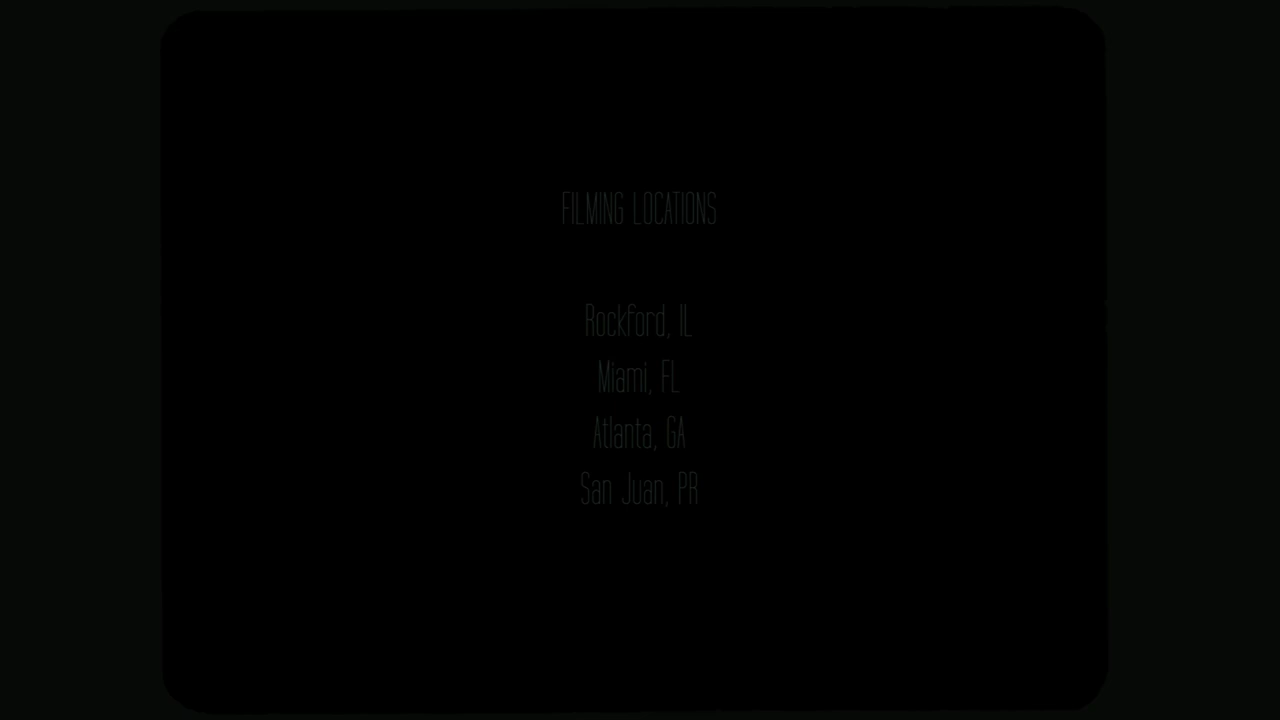 FILMING LOCATIONS
Rockford, IL
Miami, FL
Atlanta, GA
San Juan, PR